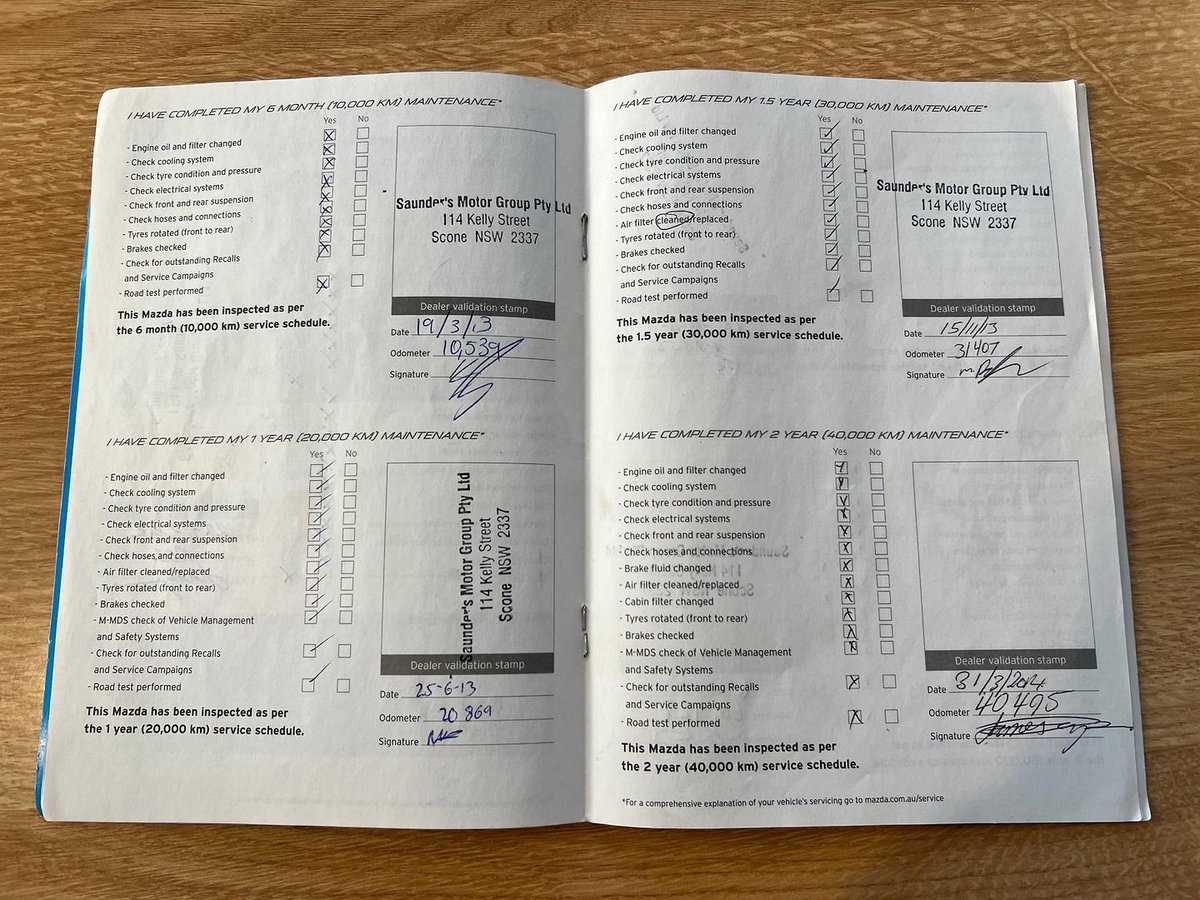 I HAVE COMPLETED MY 6 MONTH (10,000 KM) MAINTENANCE*
Yes No
- Engine oil and filter changed
- Check cooling system
- Check tyre condition and pressure
- Check electrical systems
- Check front and rear suspension
- Check hoses and connections
- Tyres rotated (front to rear)
- Brakes checked
- Check for outstanding Recalls
and Service Campaigns
- Road test performed
This Mazda has been inspected as per
the 6 month (10,000 km) service schedule.
Saunder's Motor Group Pty Ltd
114 Kelly Street
Scone NSW 2337
Dealer validation stamp
Date 19/3/13
Odometer 10,539
Signature
I HAVE COMPLETED MY 1 YEAR (20,000 KM) MAINTENANCE*
Yes No
- Engine oil and filter changed
- Check cooling system
- Check tyre condition and pressure
- Check electrical systems
- Check front and rear suspension
- Check hoses and connections
- Air filter cleaned/replaced
- Tyres rotated (front to rear)
- Brakes checked
- M-MDS check of Vehicle Management
and Safety Systems
- Check for outstanding Recalls
and Service Campaigns
- Road test performed
This Mazda has been inspected as per
the 1 year (20,000 km) service schedule.
Saunder's Motor Group Pty Ltd
114 Kelly Street
Scone NSW 2337
Dealer validation stamp
Date 25-6-13
Odometer 20 869
Signature
I HAVE COMPLETED MY 1.5 YEAR (30,000 KM) MAINTENANCE*
Yes No
- Engine oil and filter changed
- Check cooling system
- Check tyre condition and pressure
- Check electrical systems
- Check front and rear suspension
- Check hoses and connections
- Air filter cleaned/replaced
- Tyres rotated (front to rear)
- Brakes checked
- Check for outstanding Recalls
and Service Campaigns
- Road test performed
This Mazda has been inspected as per
the 1.5 year (30,000 km) service schedule.
Saunder's Motor Group Pty Ltd
114 Kelly Street
Scone NSW 2337
Dealer validation stamp
Date 15/11/13
Odometer 31407
Signature
I HAVE COMPLETED MY 2 YEAR (40,000 KM) MAINTENANCE*
Yes No
- Engine oil and filter changed
- Check cooling system
- Check tyre condition and pressure
- Check electrical systems
- Check front and rear suspension
- Check hoses and connections
- Brake fluid changed
- Air filter cleaned/replaced
- Cabin filter changed
- Tyres rotated (front to rear)
- Brakes checked
- M-MDS check of Vehicle Management
and Safety Systems
- Check for outstanding Recalls
and Service Campaigns
- Road test performed
This Mazda has been inspected as per
the 2 year (40,000 km) service schedule.
Dealer validation stamp
Date 31/3/2014
Odometer 40495
Signature
*For a comprehensive explanation of your vehicle's servicing go to mazda.com.au/service